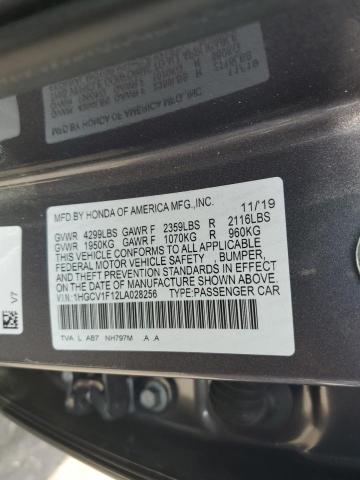 MFD.BY HONDA OF AMERICA MFG.,INC. 11/19
GVWR 4299LBS GAWR F 2359LBS R 2116LBS
GVWR 1950KG GAWR F 1070KG R 960KG
THIS VEHICLE CONFORMS TO ALL APPLICABLE
FEDERAL MOTOR VEHICLE SAFETY, BUMPER,
AND THEFT PREVENTION STANDARDS IN EFFECT
ON THE DATE OF MANUFACTURE SHOWN ABOVE.
VIN:1HGCV1F12LA028256 TYPE:PASSENGER CAR
TVA L AB7 NH797M .A .A
V7